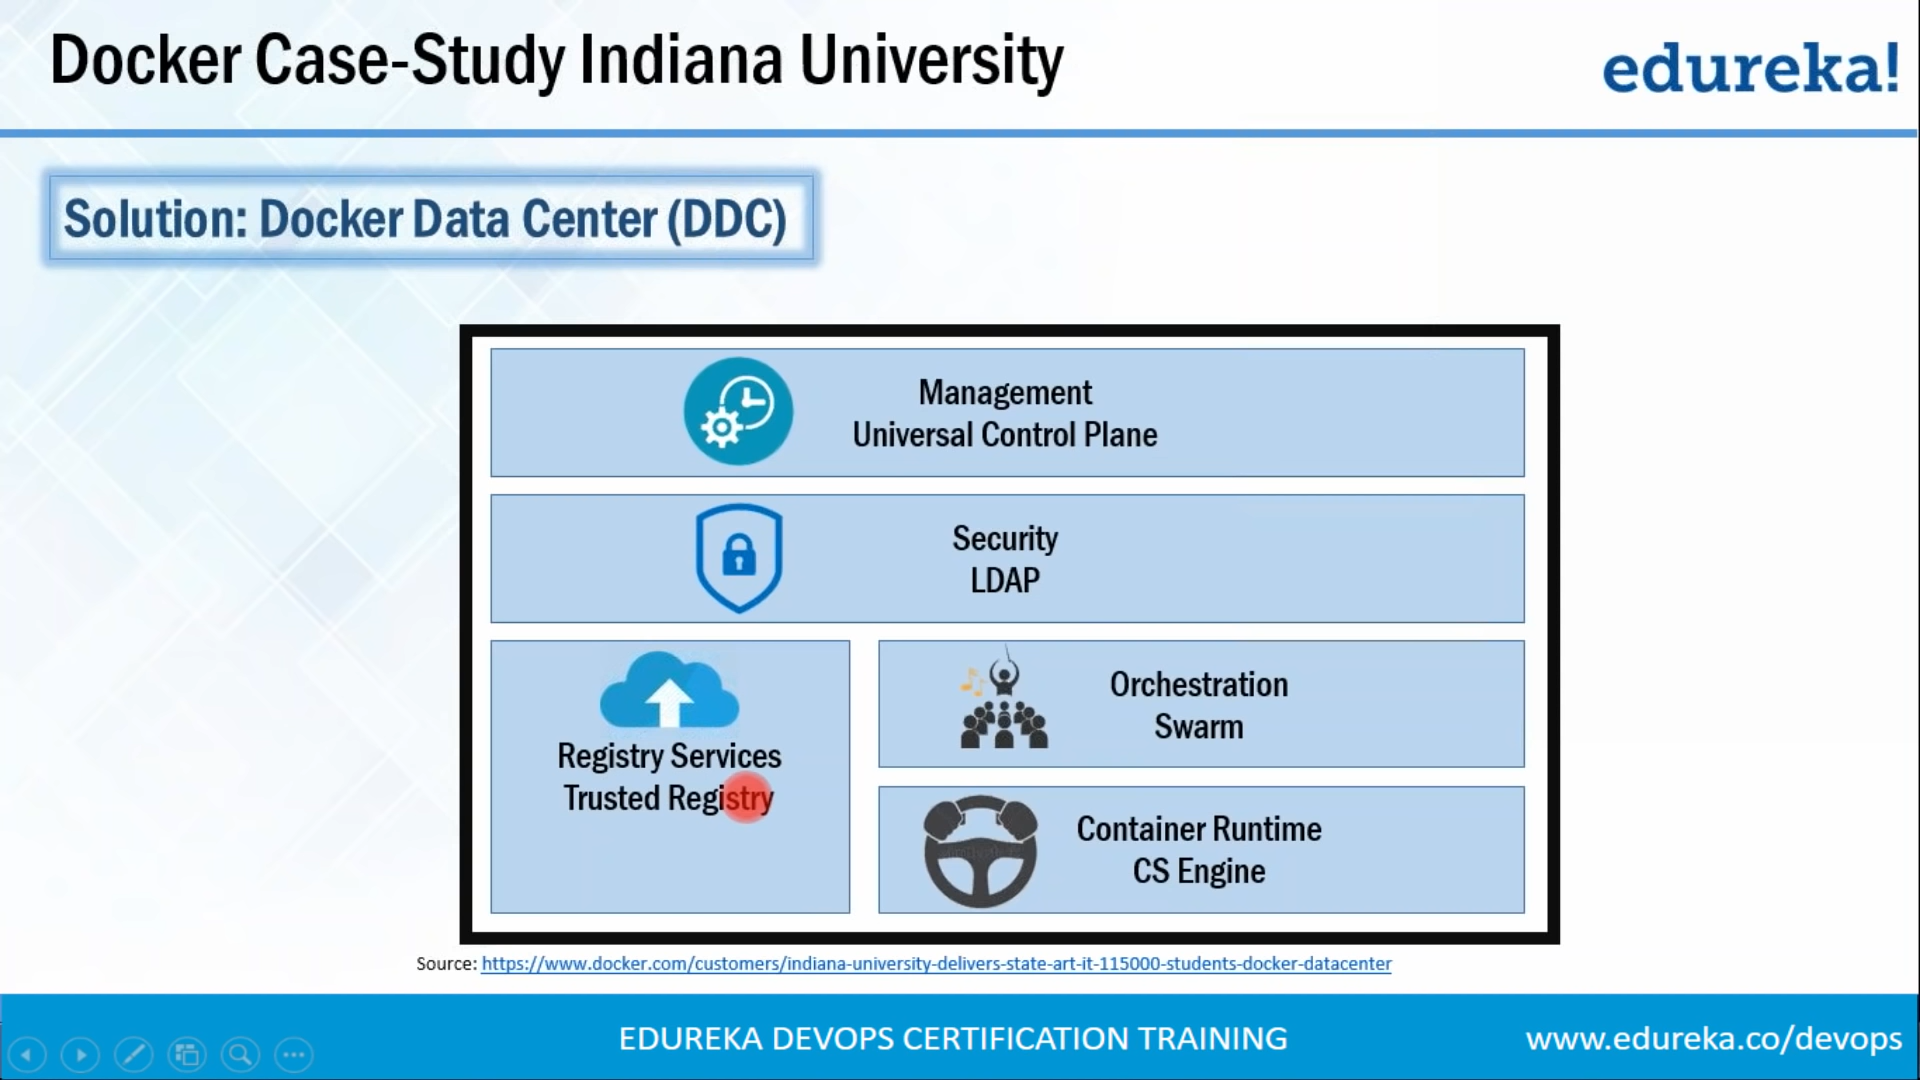 Docker Case-Study Indiana University
edureka!
Solution: Docker Data Center (DDC)
Management
Universal Control Plane
Security
LDAP
Registry Services
Trusted Registry
Orchestration
Swarm
Container Runtime
CS Engine
Source: https://www.docker.com/customers/indiana-university-delivers-state-art-it-115000-students-docker-datacenter
EDUREKA DEVOPS CERTIFICATION TRAINING
www.edureka.co/devops